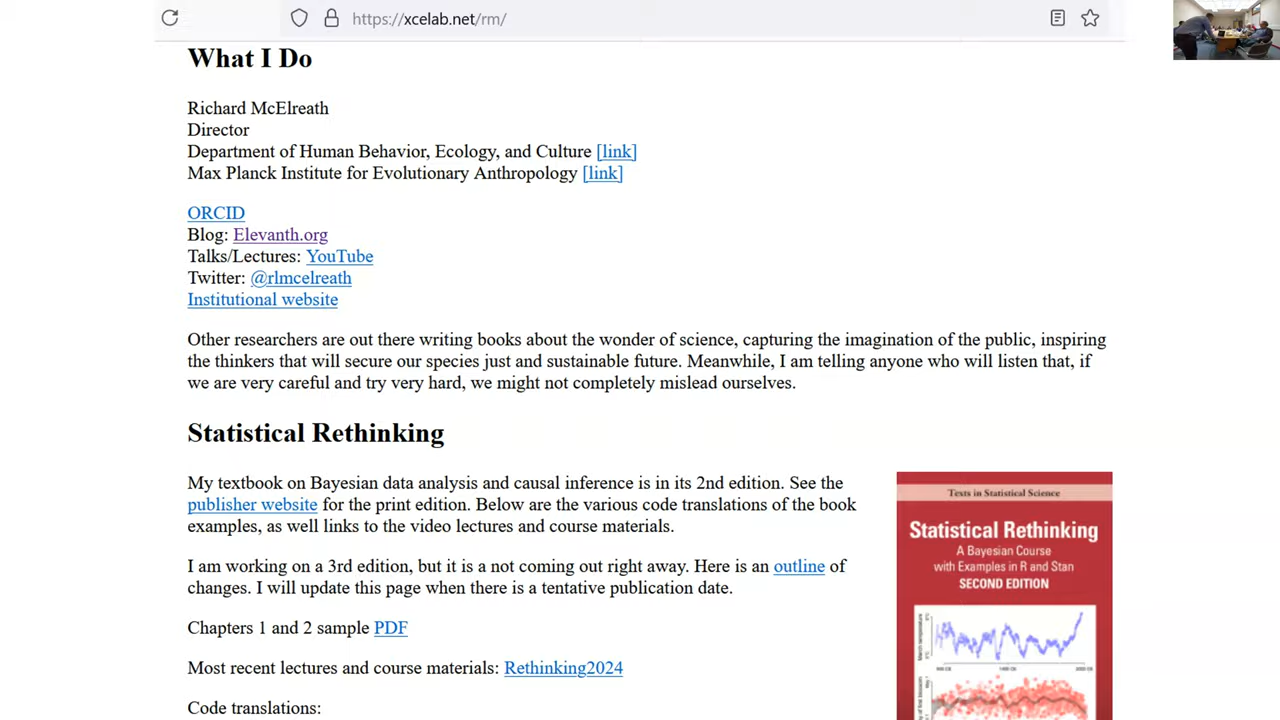 https://xcelab.net/rm/
What I Do
Richard McElreath
Director
Department of Human Behavior, Ecology, and Culture [link]
Max Planck Institute for Evolutionary Anthropology [link]
ORCID
Blog: Elevanth.org
Talks/Lectures: YouTube
Twitter: @rlmcelreath
Institutional website
Other researchers are out there writing books about the wonder of science, capturing the imagination of the public, inspiring
the thinkers that will secure our species just and sustainable future. Meanwhile, I am telling anyone who will listen that, if
we are very careful and try very hard, we might not completely mislead ourselves.
Statistical Rethinking
My textbook on Bayesian data analysis and causal inference is in its 2nd edition. See the
publisher website for the print edition. Below are the various code translations of the book
examples, as well links to the video lectures and course materials.
I am working on a 3rd edition, but it is a not coming out right away. Here is an outline of
changes. I will update this page when there is a tentative publication date.
Chapters 1 and 2 sample PDF
Most recent lectures and course materials: Rethinking2024
Code translations:
Texts in Statistical Science
Statistical Rethinking
A Bayesian Course
with Examples in R and Stan
SECOND EDITION